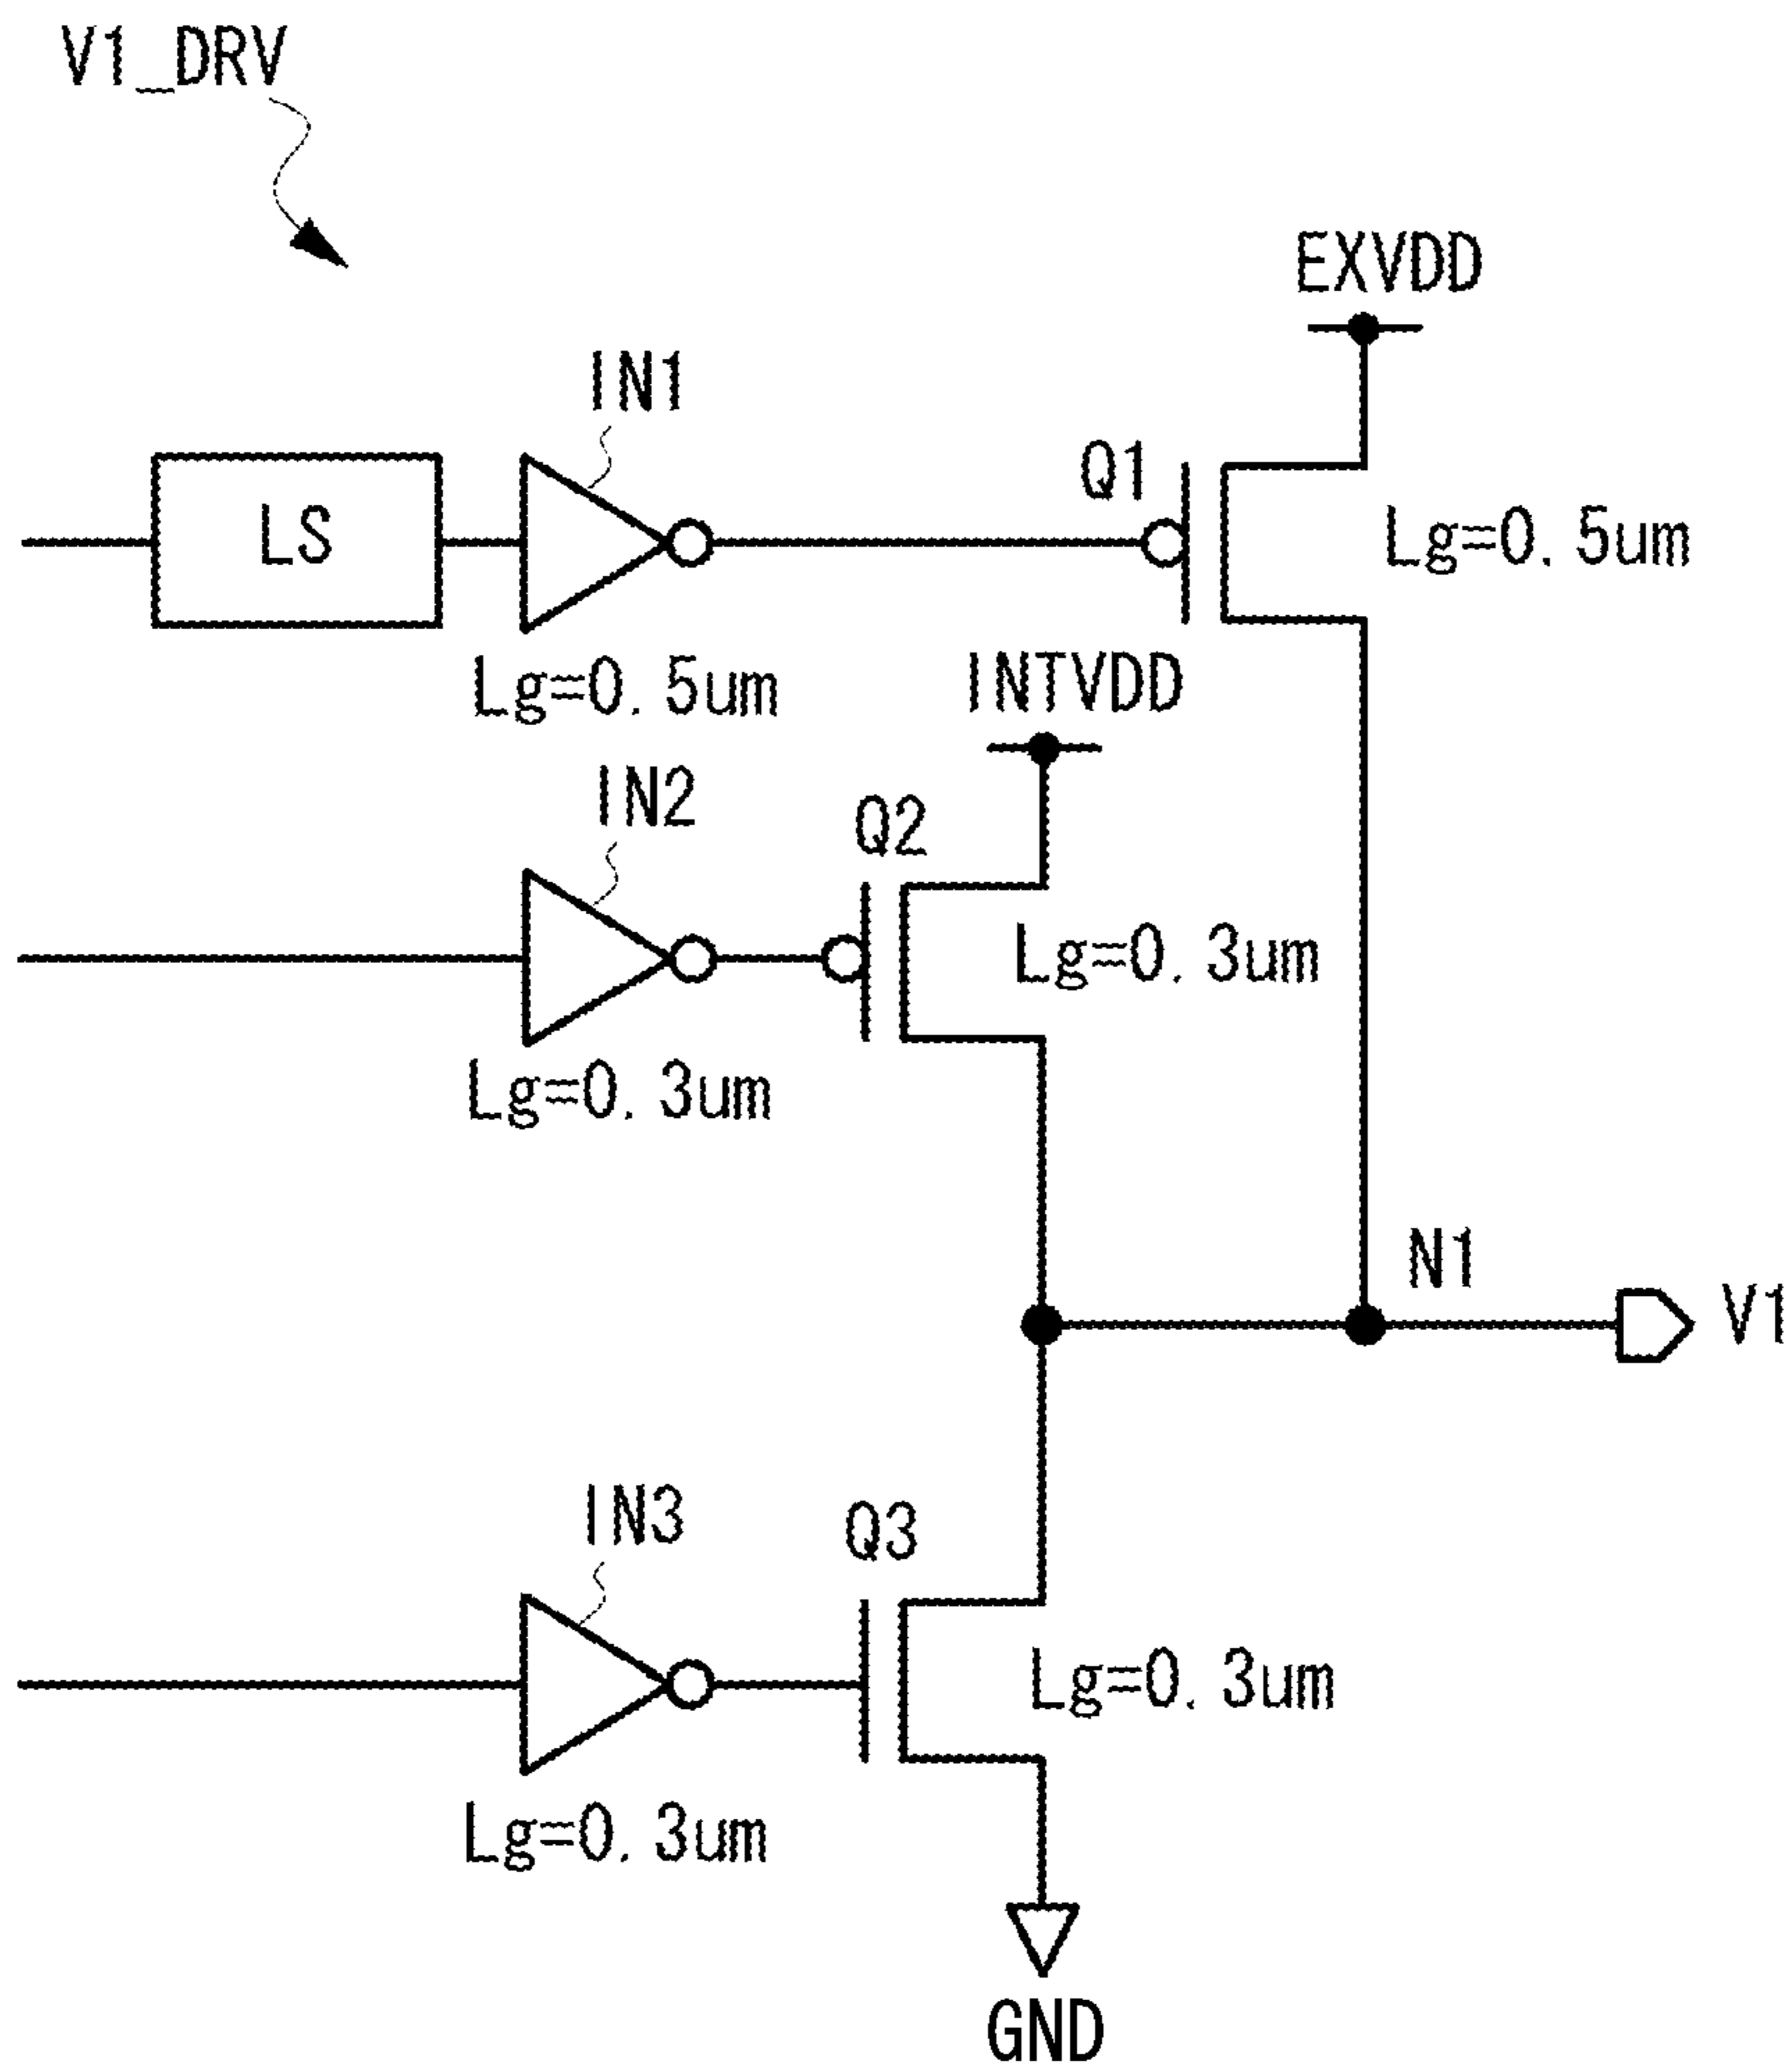 V1_DRV
EXVDD
IN1
Q1
LS
Lg=0. 5um
Lg=0. 5um
INTVDD
IN2
Q2
Lg=0. 3um
Lg=0. 3um
N1
V1
IN3
Q3
Lg=0. 3um
Lg=0. 3um
GND